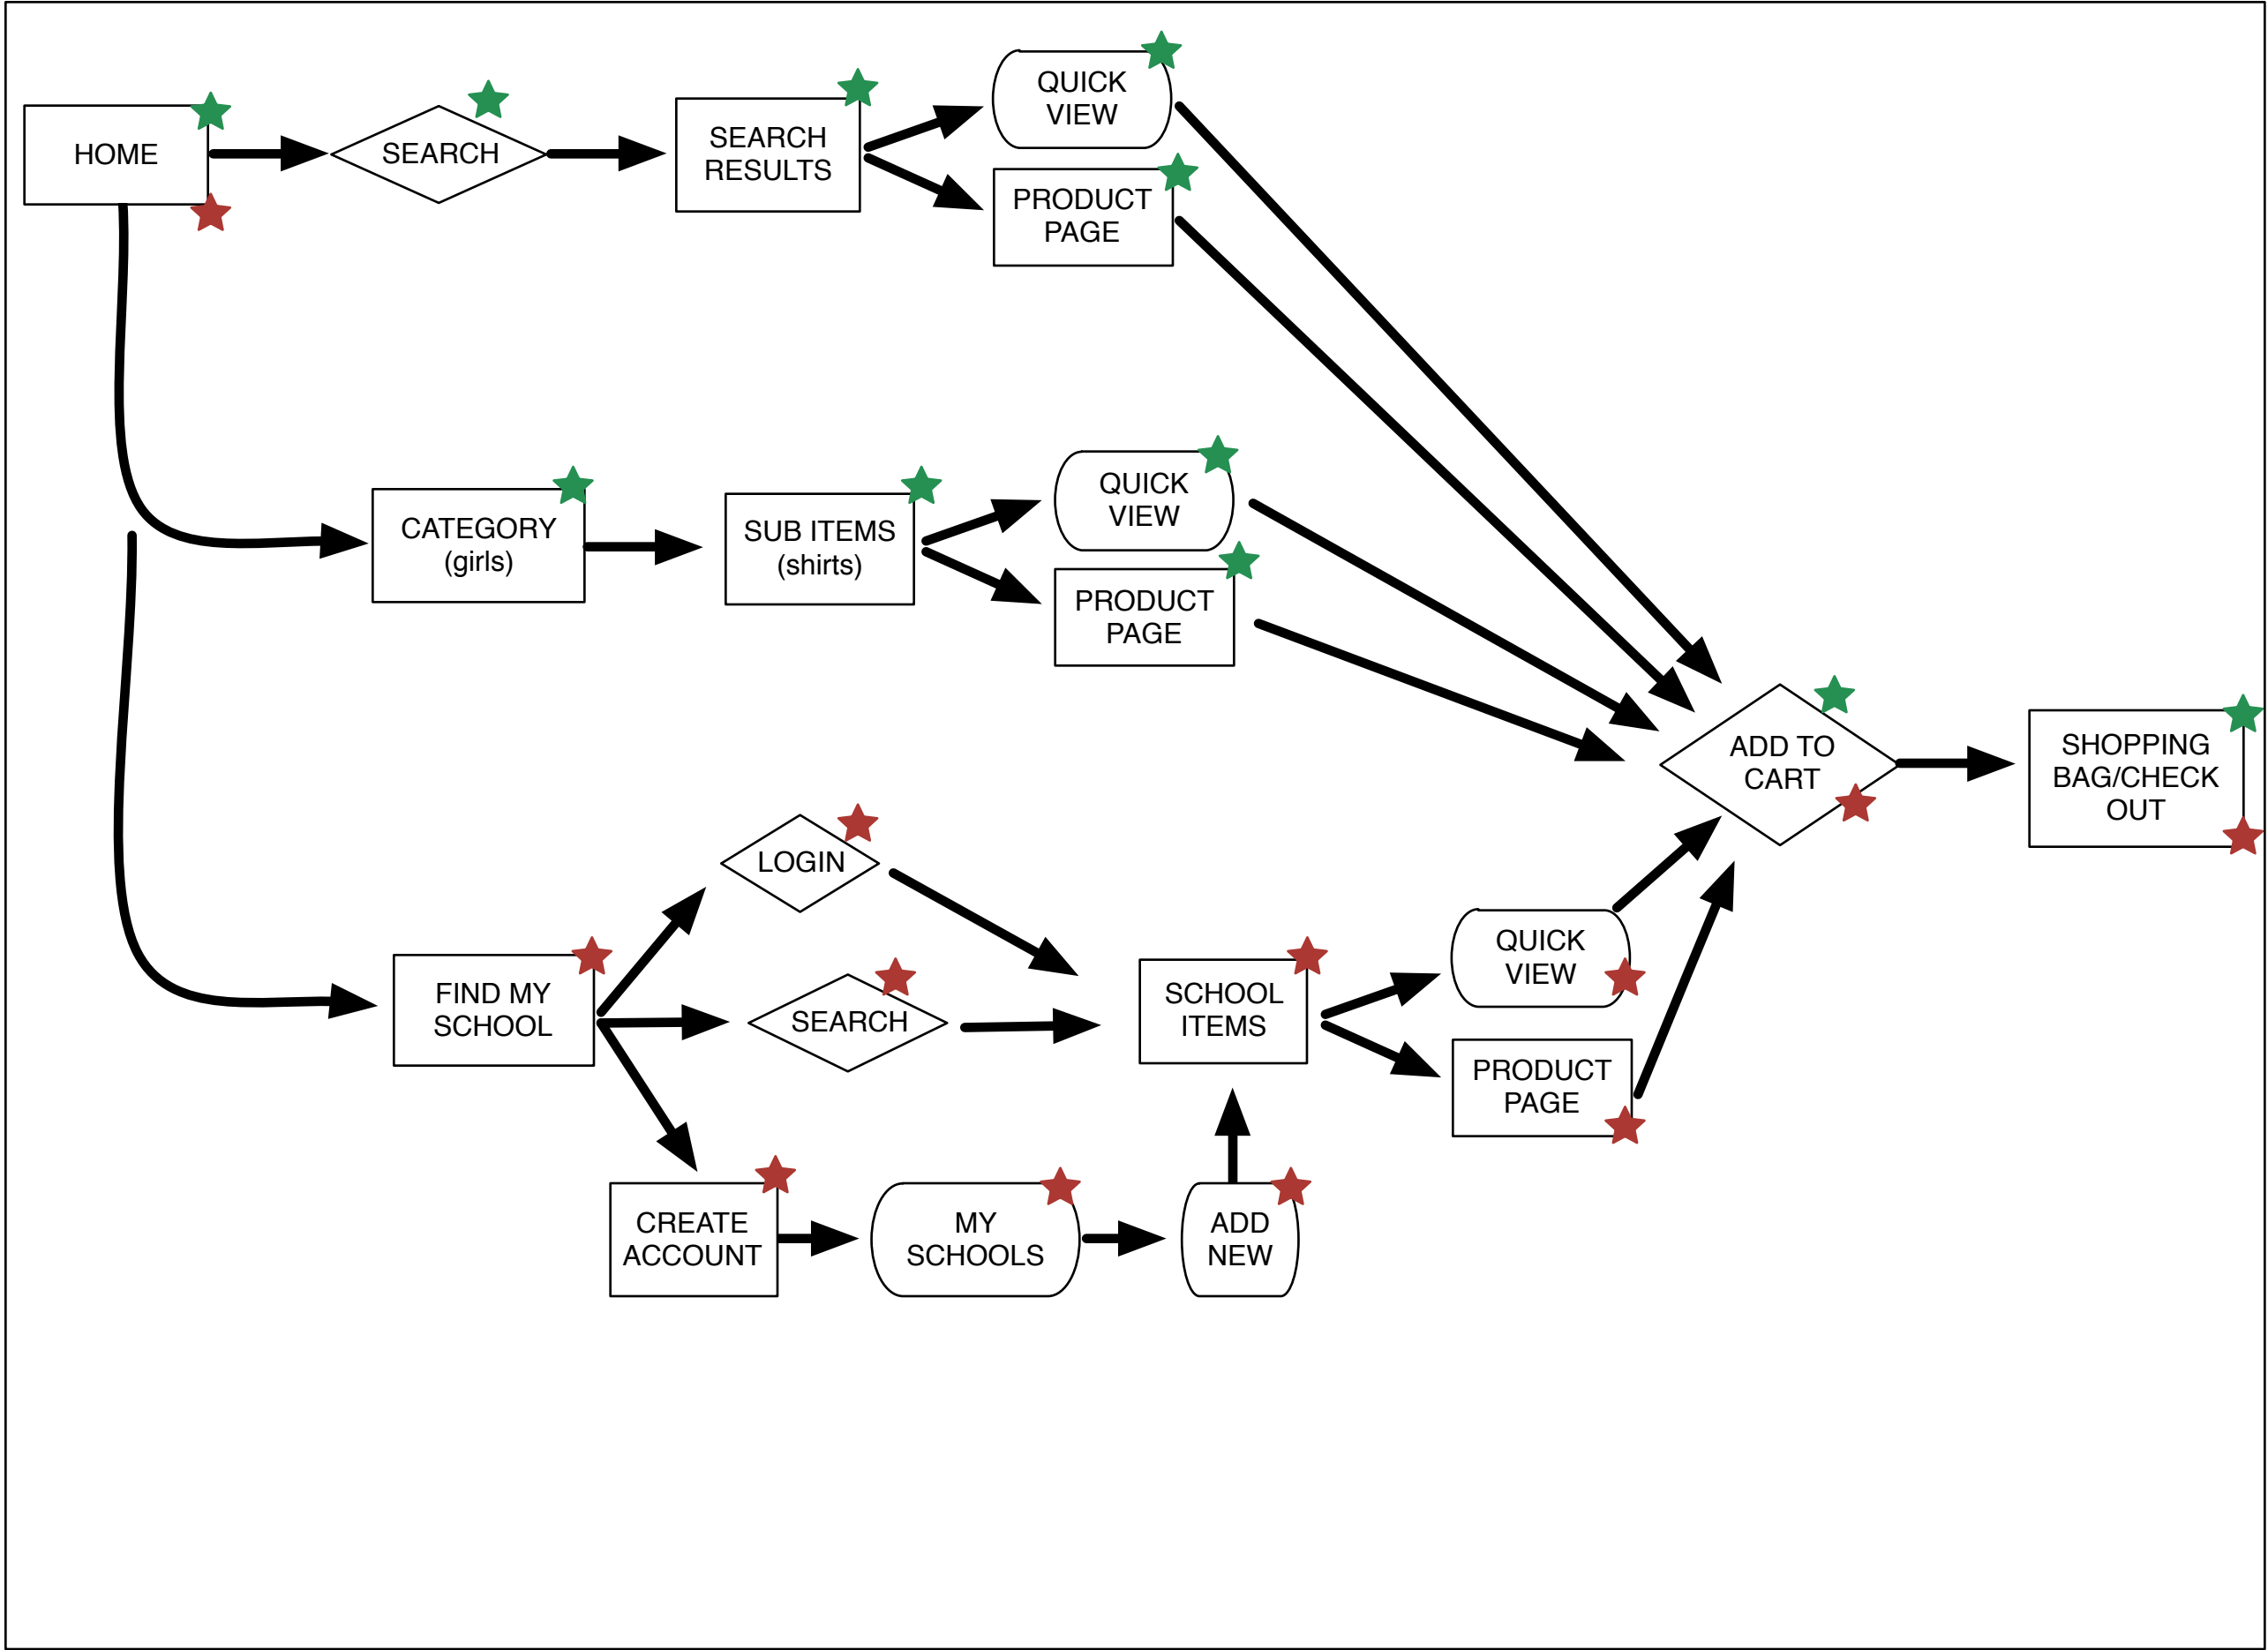 HOME
SEARCH
SEARCH
RESULTS
QUICK
VIEW
PRODUCT
PAGE
CATEGORY
(girls)
SUB ITEMS
(shirts)
QUICK
VIEW
PRODUCT
PAGE
ADD TO
CART
SHOPPING
BAG/CHECK
OUT
LOGIN
FIND MY
SCHOOL
SEARCH
SCHOOL
ITEMS
QUICK
VIEW
PRODUCT
PAGE
CREATE
ACCOUNT
MY
SCHOOLS
ADD
NEW